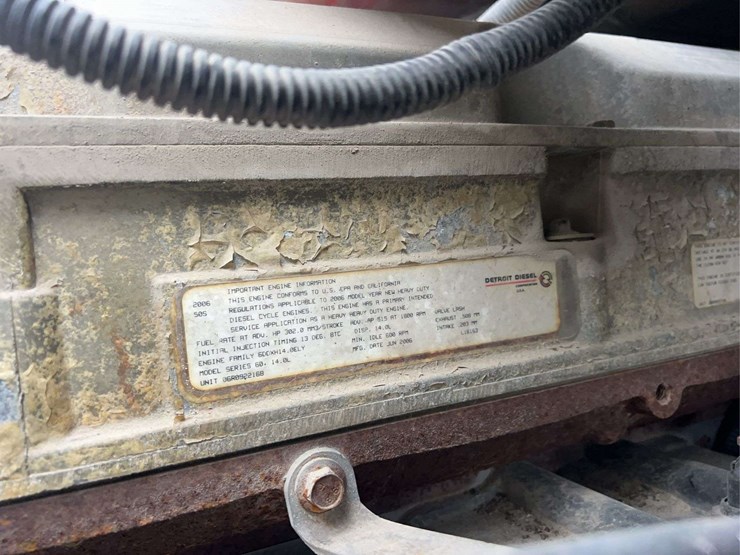 IMPORTANT ENGINE INFORMATION
2006 THIS ENGINE CONFORMS TO U.S. EPA AND CALIFORNIA
505 REGULATIONS APPLICABLE TO 2006 MODEL YEAR NEW HEAVY DUTY
DIESEL CYCLE ENGINES. THIS ENGINE HAS A PRIMARY INTENDED
SERVICE APPLICATION AS A HEAVY HEAVY DUTY ENGINE.
FUEL RATE AT ADV. HP 302.0 MM3/STROKE ADV. HP 515 AT 1800 RPM VALVE LASH
INITIAL INJECTION TIMING 13 DEG. BTC DISP. 14.0L EXHAUST 508 MM
ENGINE FAMILY 6DDXH14.0ELY MIN. IDLE 600 RPM INTAKE 203 MM
MODEL SERIES 60, 14.0L MFG. DATE JUN 2006
UNIT 06R0922168
DETROIT DIESEL
CORPORATION
USA